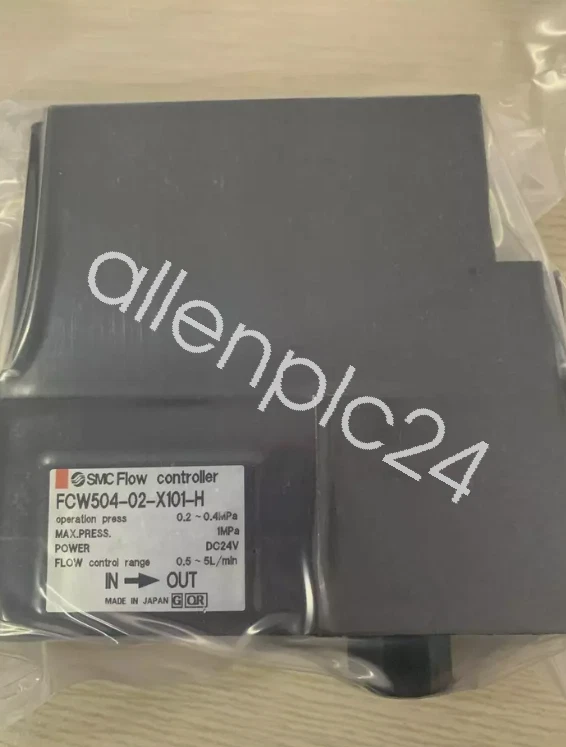 allenplc24
SMC Flow controller
FCW504-02-X101-H
operation press 0.2 ~ 0.4MPa
MAX.PRESS. 1MPa
POWER DC24V
FLOW control range 0.5 ~ 5L/min
IN OUT
MADE IN JAPAN G QR